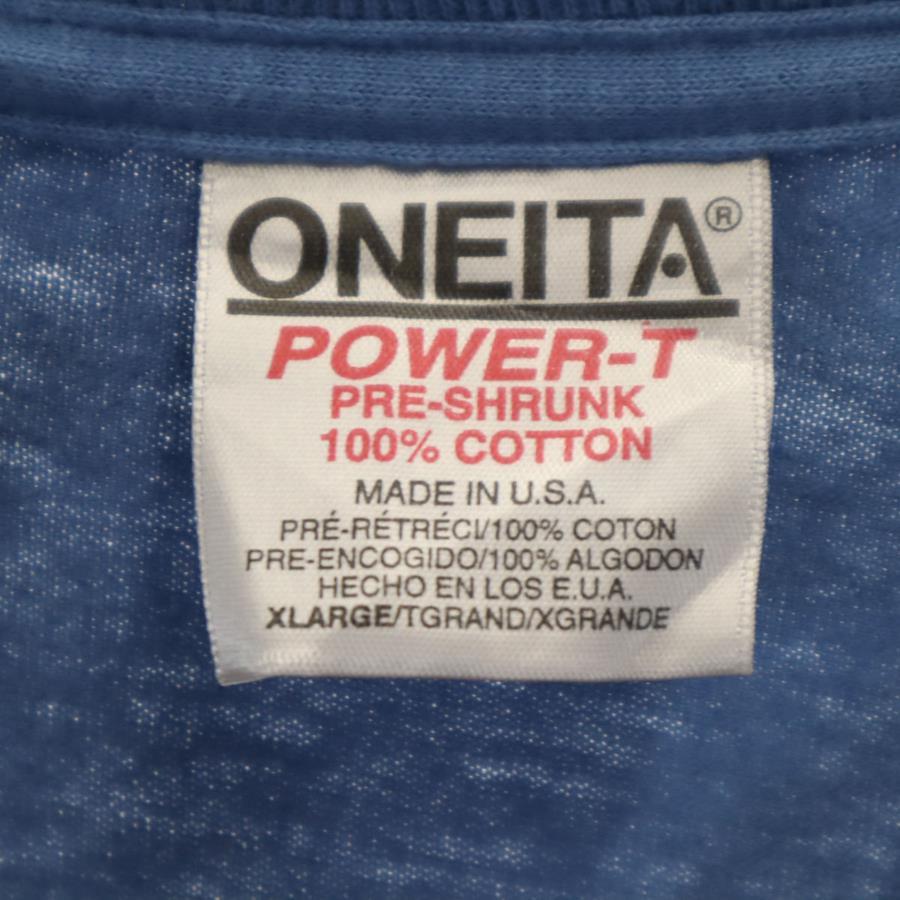 ONEITA®
POWER-T
PRE-SHRUNK
100% COTTON
MADE IN U.S.A.
PRÉ-RÉTRÉCI/100% COTON
PRE-ENCOGIDO/100% ALGODON
HECHO EN LOS E.U.A.
XLARGE/TGRAND/XGRANDE